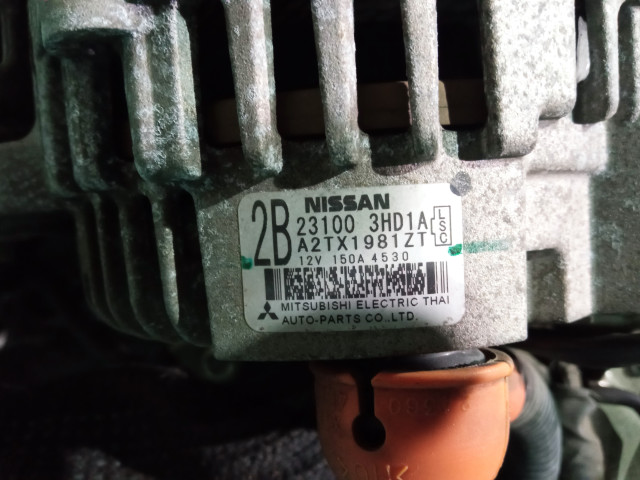 NISSAN
2B
23100 3HD1A
LSC
A2TX1981ZT
12V 150A 4530
MITSUBISHI ELECTRIC THAI
AUTO-PARTS CO.,LTD.